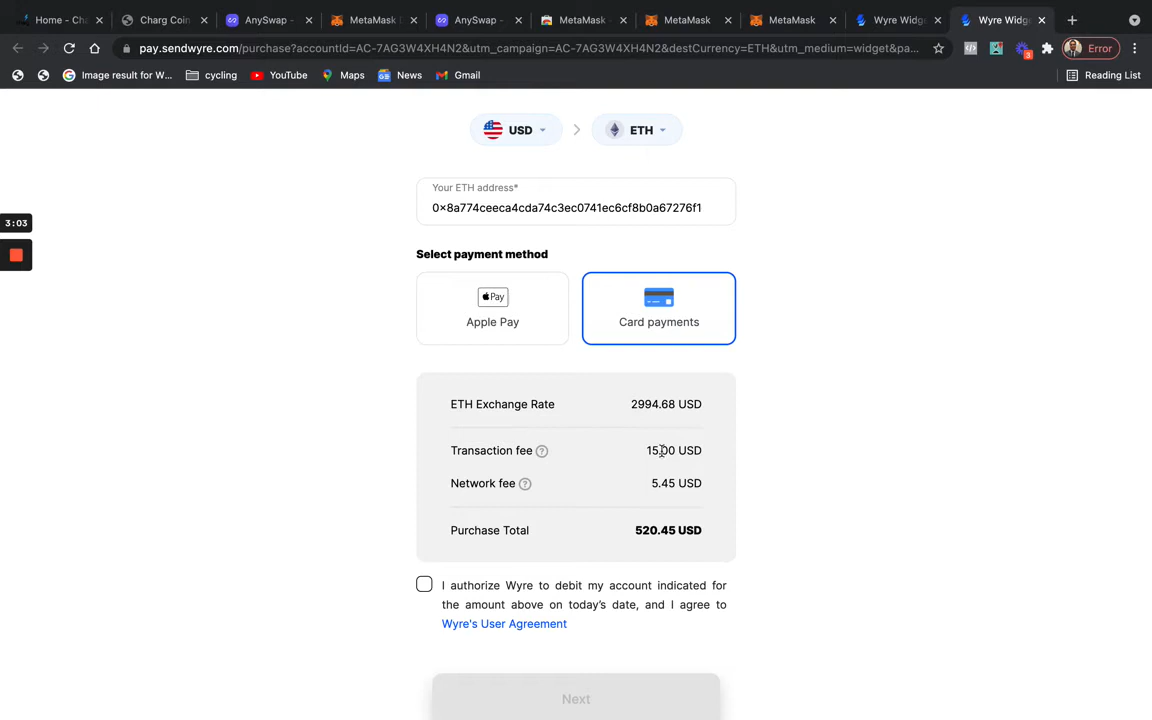 Home - Cha
Charg Coin
AnySwap -
MetaMask
AnySwap -
MetaMask
MetaMask
MetaMask
Wyre Widge
Wyre Widge
pay.sendwyre.com/purchase?accountId=AC-7AG3W4XH4N2&utm_campaign=AC-7AG3W4XH4N2&destCurrency=ETH&utm_medium=widget&pa...
3
Error
Image result for W...
cycling
YouTube
Maps
News
Gmail
Reading List
USD
ETH
Your ETH address*
0x8a774ceeca4cda74c3ec0741ec6cf8b0a67276f1
3:03
Select payment method
Pay
Apple Pay
Card payments
ETH Exchange Rate 2994.68 USD
Transaction fee ? 15.00 USD
Network fee ? 5.45 USD
Purchase Total 520.45 USD
I authorize Wyre to debit my account indicated for
the amount above on today's date, and I agree to
Wyre's User Agreement
Next